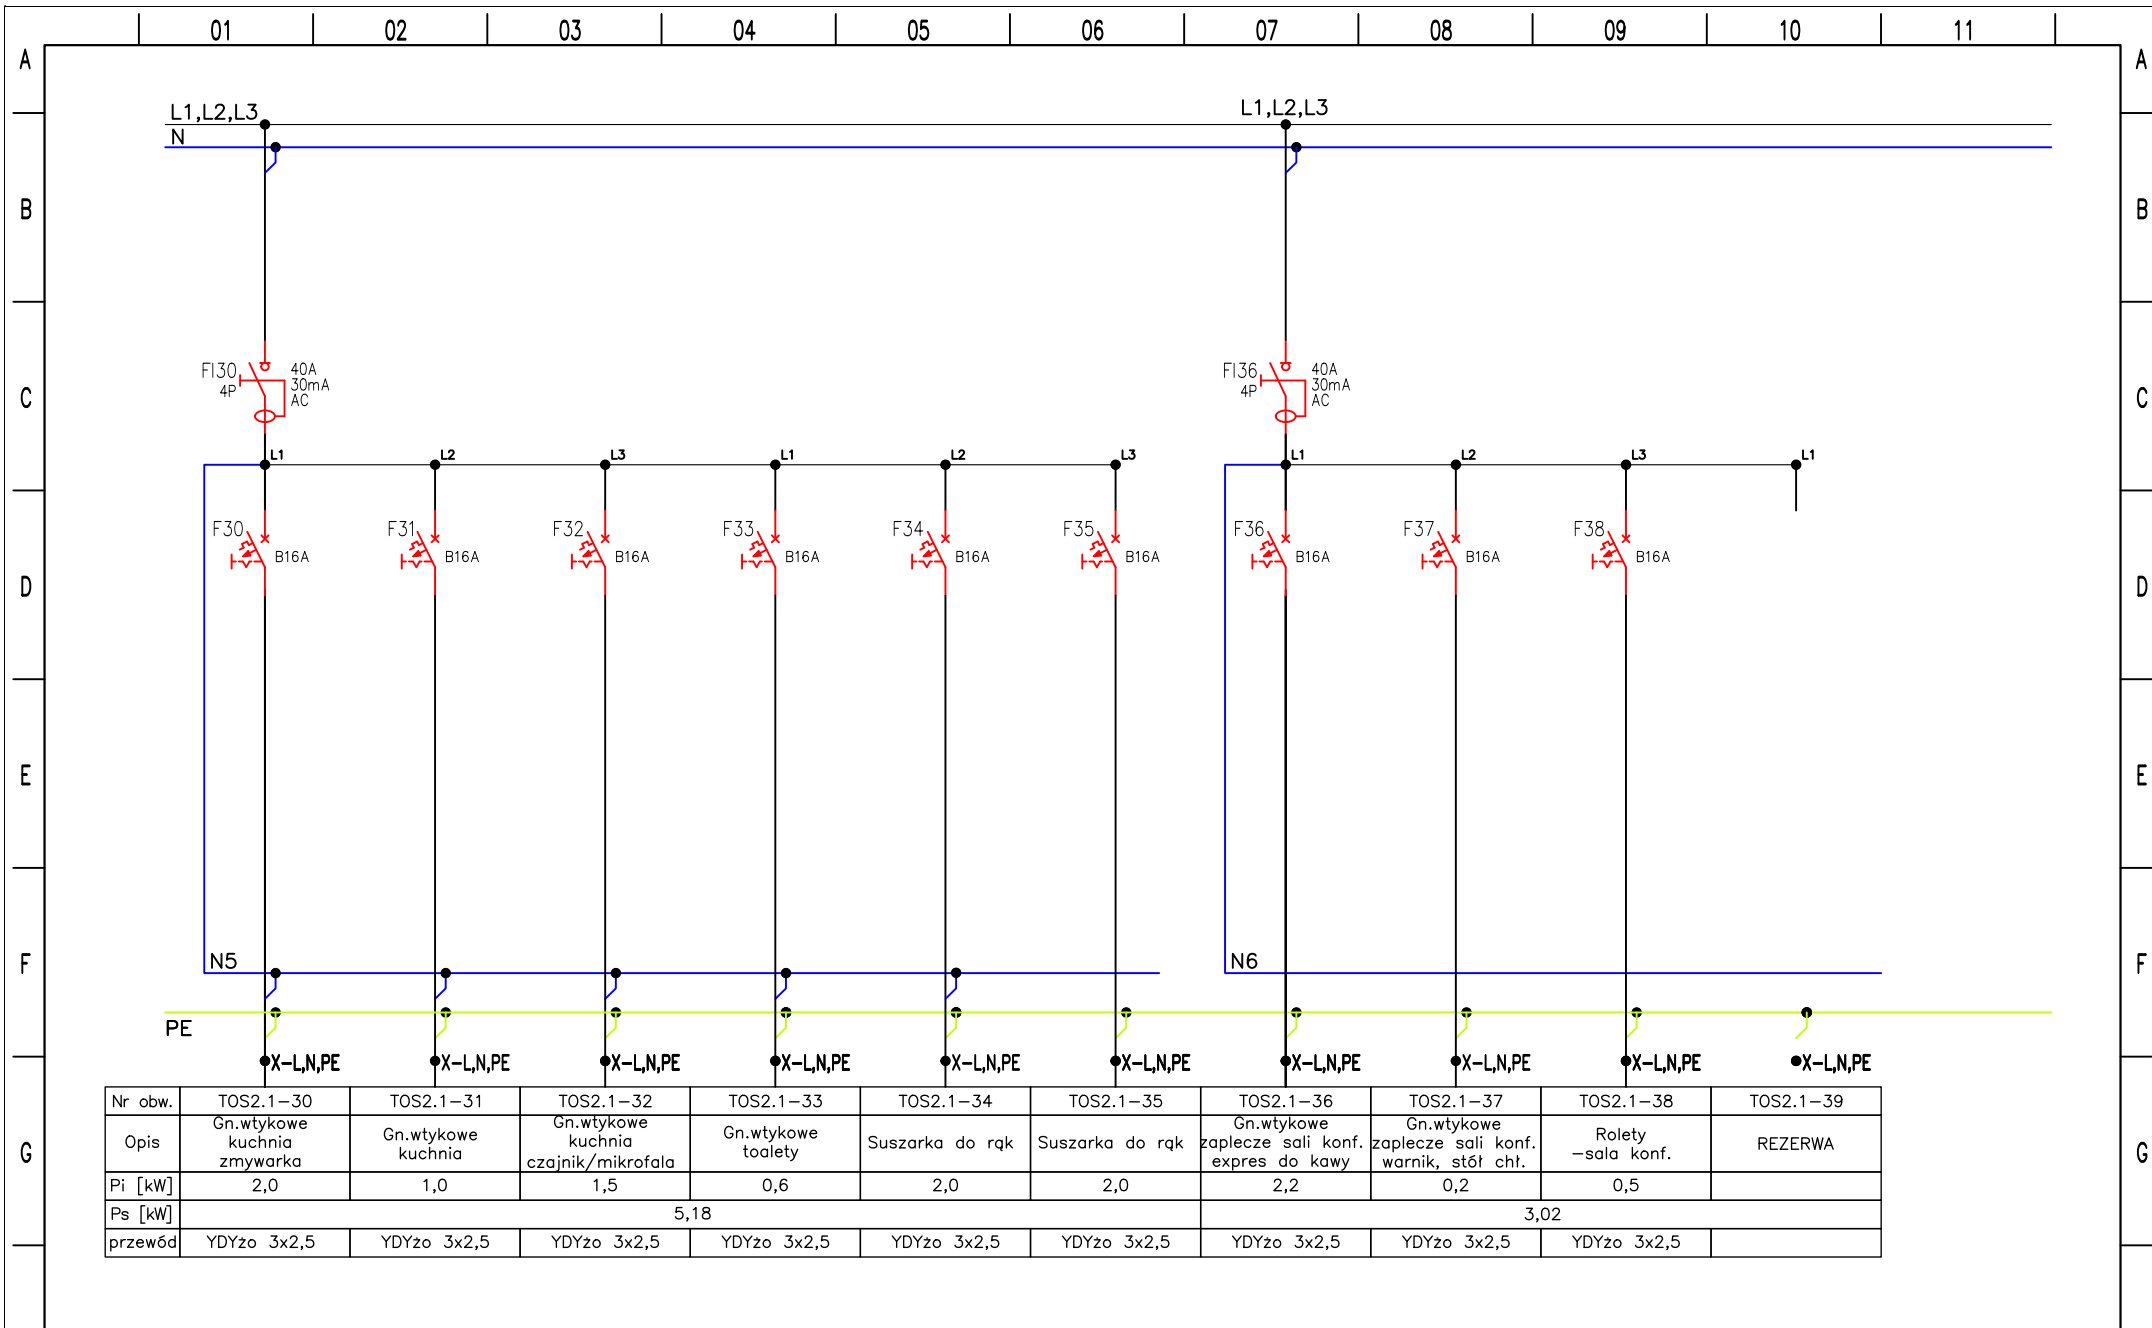 01 02 03 04 05 06 07 08 09 10 11
A A
L1,L2,L3 L1,L2,L3
N
B B
FI30 40A FI36 40A
4P 30mA 4P 30mA
AC AC
C C
L1 L2 L3 L1 L2 L3 L1 L2 L3 L1
F30 F31 F32 F33 F34 F35 F36 F37 F38
B16A B16A B16A B16A B16A B16A B16A B16A B16A
D D
E E
N5 N6
F F
PE
X-L,N,PE X-L,N,PE X-L,N,PE X-L,N,PE X-L,N,PE X-L,N,PE X-L,N,PE X-L,N,PE X-L,N,PE X-L,N,PE
Nr obw. TOS2.1-30 TOS2.1-31 TOS2.1-32 TOS2.1-33 TOS2.1-34 TOS2.1-35 TOS2.1-36 TOS2.1-37 TOS2.1-38 TOS2.1-39
G G
Opis
Gn.wtykowe
kuchnia
zmywarka
Gn.wtykowe
kuchnia
Gn.wtykowe
kuchnia
czajnik/mikrofala
Gn.wtykowe
toalety
Suszarka do rąk
Suszarka do rąk
Gn.wtykowe
zaplecze sali konf.
expres do kawy
Gn.wtykowe
zaplecze sali konf.
warnik, stół chł.
Rolety
-sala konf.
REZERWA
Pi [kW] 2,0 1,0 1,5 0,6 2,0 2,0 2,2 0,2 0,5
Ps [kW] 5,18 3,02
przewód YDYżo 3x2,5 YDYżo 3x2,5 YDYżo 3x2,5 YDYżo 3x2,5 YDYżo 3x2,5 YDYżo 3x2,5 YDYżo 3x2,5 YDYżo 3x2,5 YDYżo 3x2,5